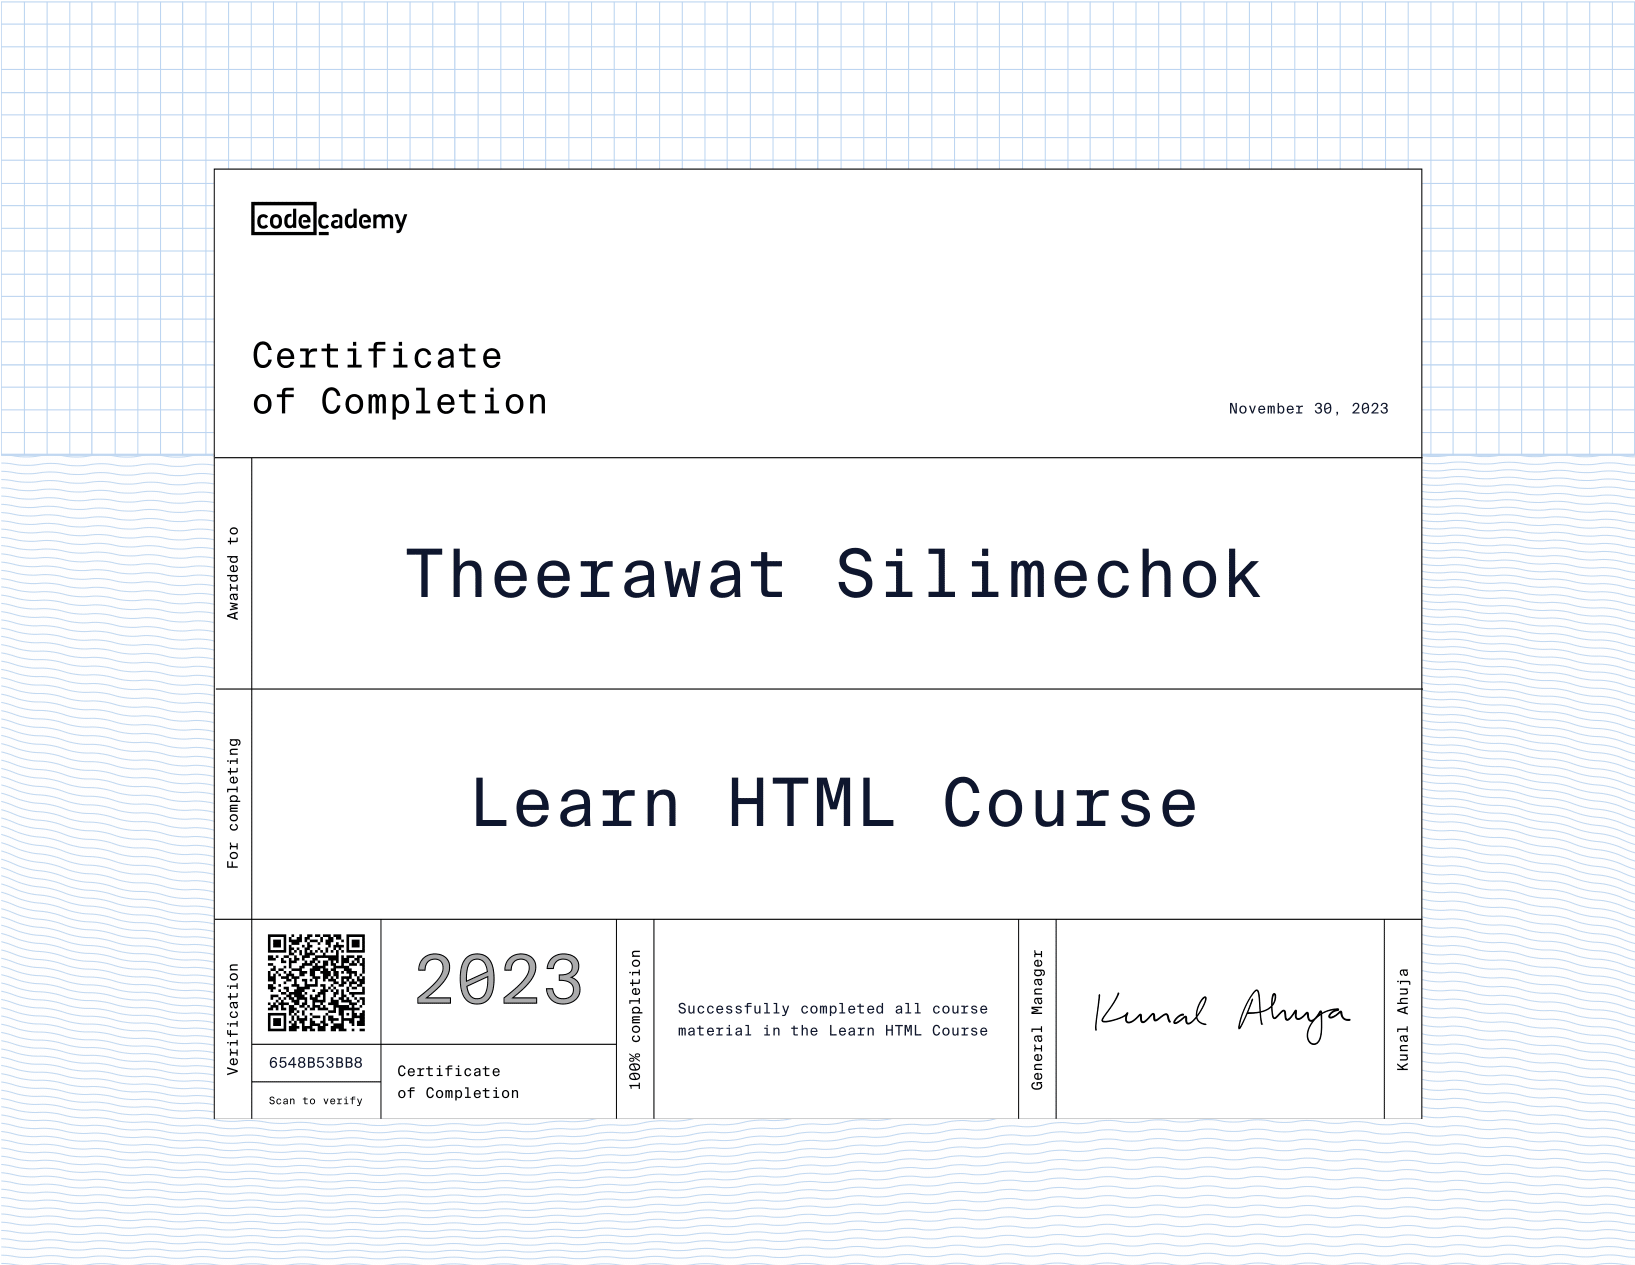 codecademy
Certificate
of Completion
November 30, 2023
Awarded to
Theerawat Silimechok
For completing
Learn HTML Course
Verification
6548B53BB8
Scan to verify
2023
Certificate
of Completion
100% completion
Successfully completed all course
material in the Learn HTML Course
General Manager
Kunal Ahuja
Kunal Ahuja